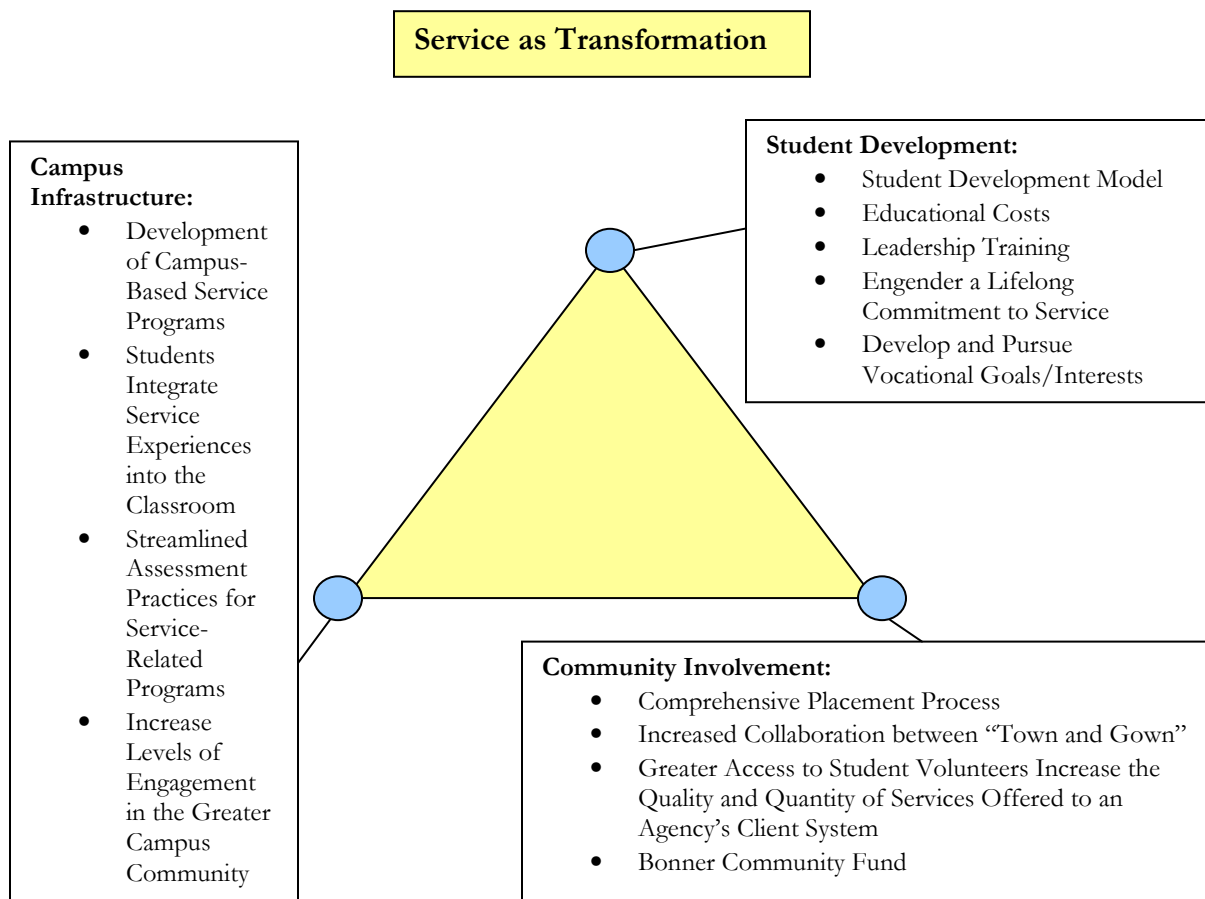 Service as Transformation
Campus
Infrastructure:
• Development
of Campus-
Based Service
Programs
• Students
Integrate
Service
Experiences
into the
Classroom
• Streamlined
Assessment
Practices for
Service-
Related
Programs
• Increase
Levels of
Engagement
in the Greater
Campus
Community
Student Development:
• Student Development Model
• Educational Costs
• Leadership Training
• Engender a Lifelong
Commitment to Service
• Develop and Pursue
Vocational Goals/Interests
Community Involvement:
• Comprehensive Placement Process
• Increased Collaboration between “Town and Gown”
• Greater Access to Student Volunteers Increase the
Quality and Quantity of Services Offered to an
Agency’s Client System
• Bonner Community Fund